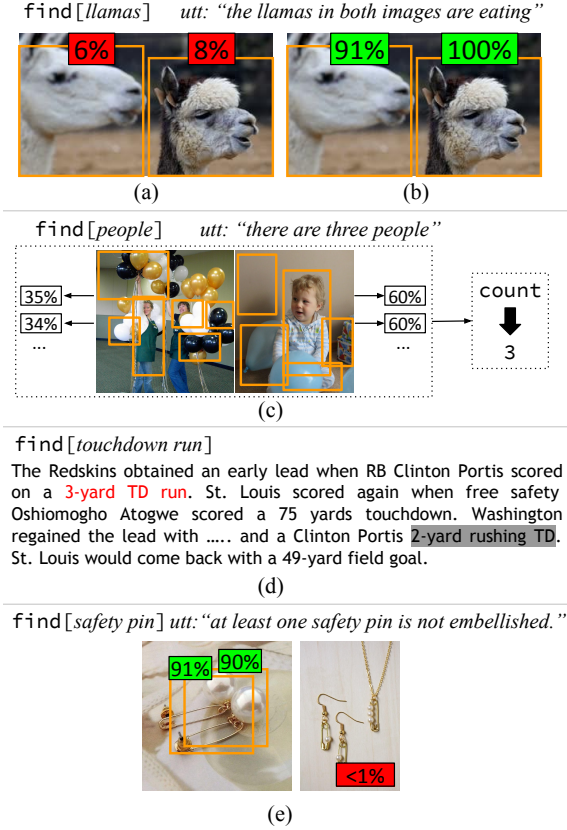 find[llamas] utt: “the llamas in both images are eating”
6% 8% 91% 100%
(a) (b)
find[people] utt: “there are three people”
35% 60%
34% 60%
... ...
count
3
(c)
find[touchdown run]
The Redskins obtained an early lead when RB Clinton Portis scored
on a 3-yard TD run. St. Louis scored again when free safety
Oshiomogho Atogwe scored a 75 yards touchdown. Washington
regained the lead with ..... and a Clinton Portis 2-yard rushing TD.
St. Louis would come back with a 49-yard field goal.
(d)
find[safety pin] utt:“at least one safety pin is not embellished.”
91% 90%
<1%
(e)